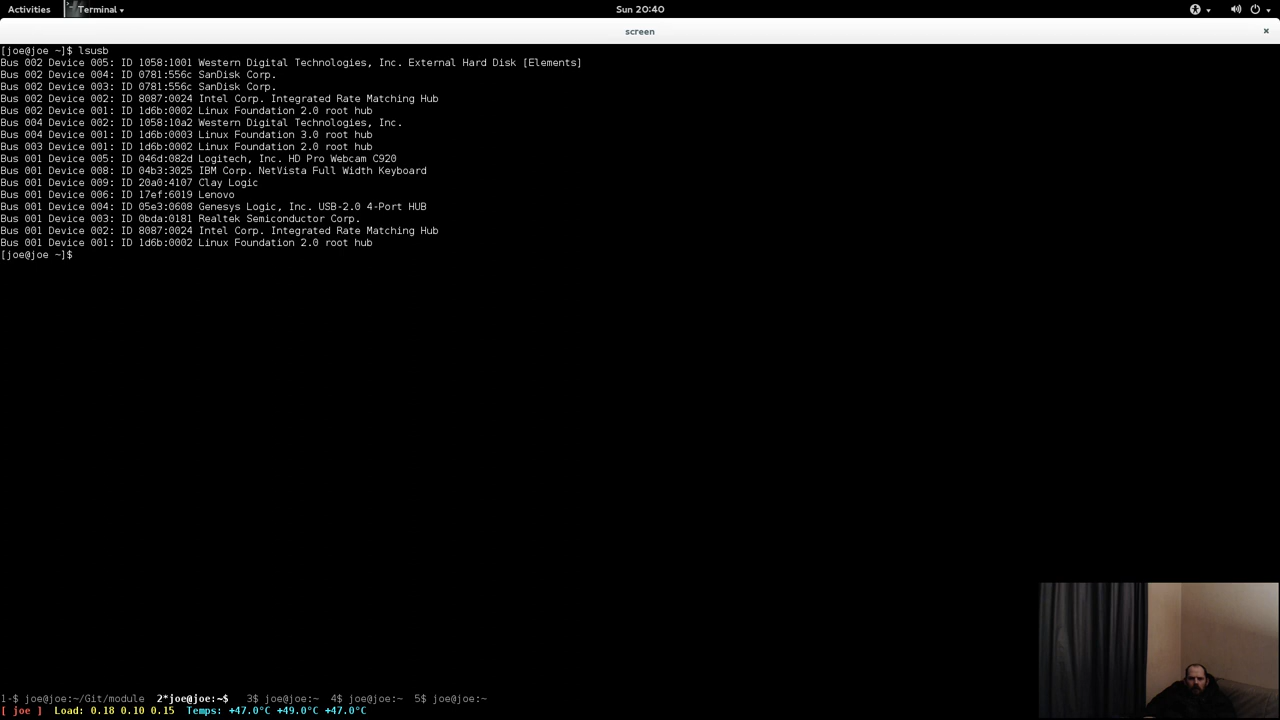 Activities Terminal Sun 20:40
screen ×
[joe@joe ~]$ lsusb
Bus 002 Device 005: ID 1058:1001 Western Digital Technologies, Inc. External Hard Disk [Elements]
Bus 002 Device 004: ID 0781:556c SanDisk Corp.
Bus 002 Device 003: ID 0781:556c SanDisk Corp.
Bus 002 Device 002: ID 8087:0024 Intel Corp. Integrated Rate Matching Hub
Bus 002 Device 001: ID 1d6b:0002 Linux Foundation 2.0 root hub
Bus 004 Device 002: ID 1058:10a2 Western Digital Technologies, Inc.
Bus 004 Device 001: ID 1d6b:0003 Linux Foundation 3.0 root hub
Bus 003 Device 001: ID 1d6b:0002 Linux Foundation 2.0 root hub
Bus 001 Device 005: ID 046d:082d Logitech, Inc. HD Pro Webcam C920
Bus 001 Device 008: ID 04b3:3025 IBM Corp. NetVista Full Width Keyboard
Bus 001 Device 009: ID 20a0:4107 Clay Logic
Bus 001 Device 006: ID 17ef:6019 Lenovo
Bus 001 Device 004: ID 05e3:0608 Genesys Logic, Inc. USB-2.0 4-Port HUB
Bus 001 Device 003: ID 0bda:0181 Realtek Semiconductor Corp.
Bus 001 Device 002: ID 8087:0024 Intel Corp. Integrated Rate Matching Hub
Bus 001 Device 001: ID 1d6b:0002 Linux Foundation 2.0 root hub
[joe@joe ~]$
1-$ joe@joe:~/Git/module 2*joe@joe:~$ 3$ joe@joe:~ 4$ joe@joe:~ 5$ joe@joe:~
[ joe ] Load: 0.18 0.10 0.15 Temps: +47.0°C +49.0°C +47.0°C